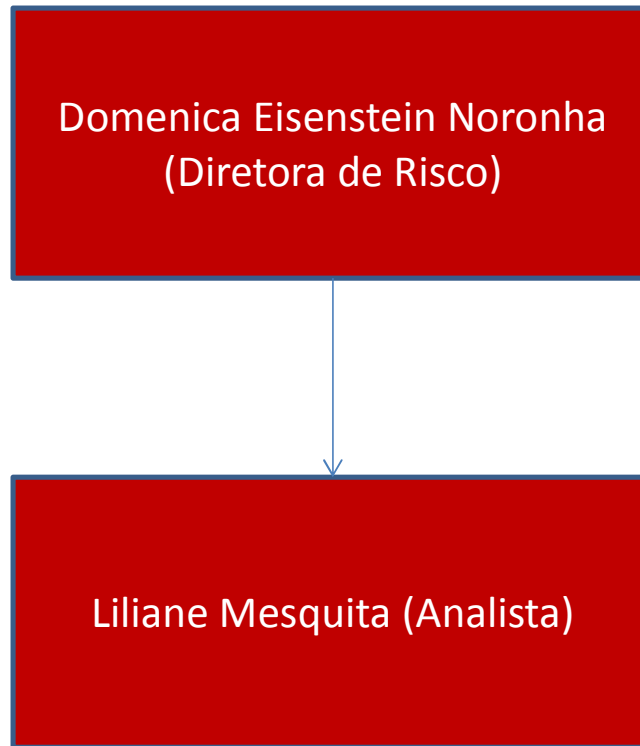 Domenica Eisenstein Noronha
(Diretora de Risco)
Liliane Mesquita (Analista)